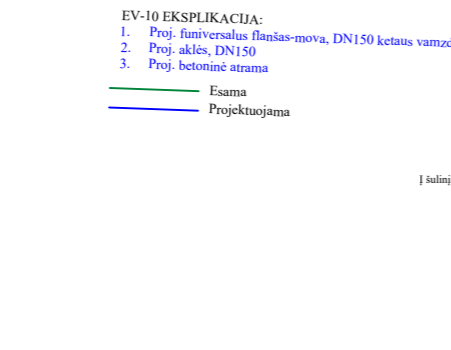 EV-10 EKSPLIKACIJA:
1. Proj. funiversalus flanšas-mova, DN150 ketaus vamzd
2. Proj. aklės, DN150
3. Proj. betoninė atrama
Esama
Projektuojama
Į šulinį